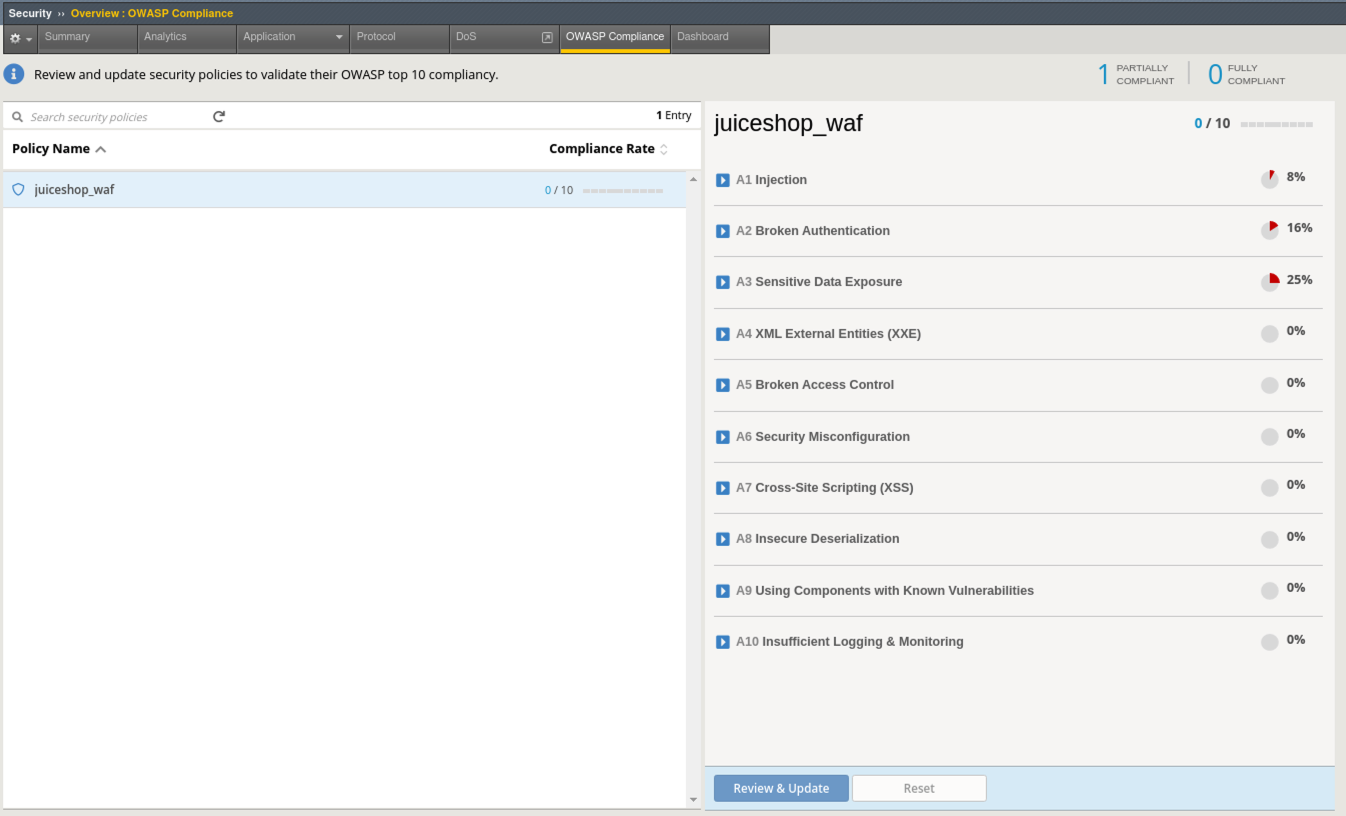 Security ›› Overview : OWASP Compliance
Summary Analytics Application Protocol DoS OWASP Compliance Dashboard
Review and update security policies to validate their OWASP top 10 compliancy.
1 PARTIALLY COMPLIANT
0 FULLY COMPLIANT
Search security policies
1 Entry
Policy Name
Compliance Rate
juiceshop_waf
0 / 10
juiceshop_waf
0 / 10
A1 Injection 8%
A2 Broken Authentication 16%
A3 Sensitive Data Exposure 25%
A4 XML External Entities (XXE) 0%
A5 Broken Access Control 0%
A6 Security Misconfiguration 0%
A7 Cross-Site Scripting (XSS) 0%
A8 Insecure Deserialization 0%
A9 Using Components with Known Vulnerabilities 0%
A10 Insufficient Logging & Monitoring 0%
Review & Update Reset